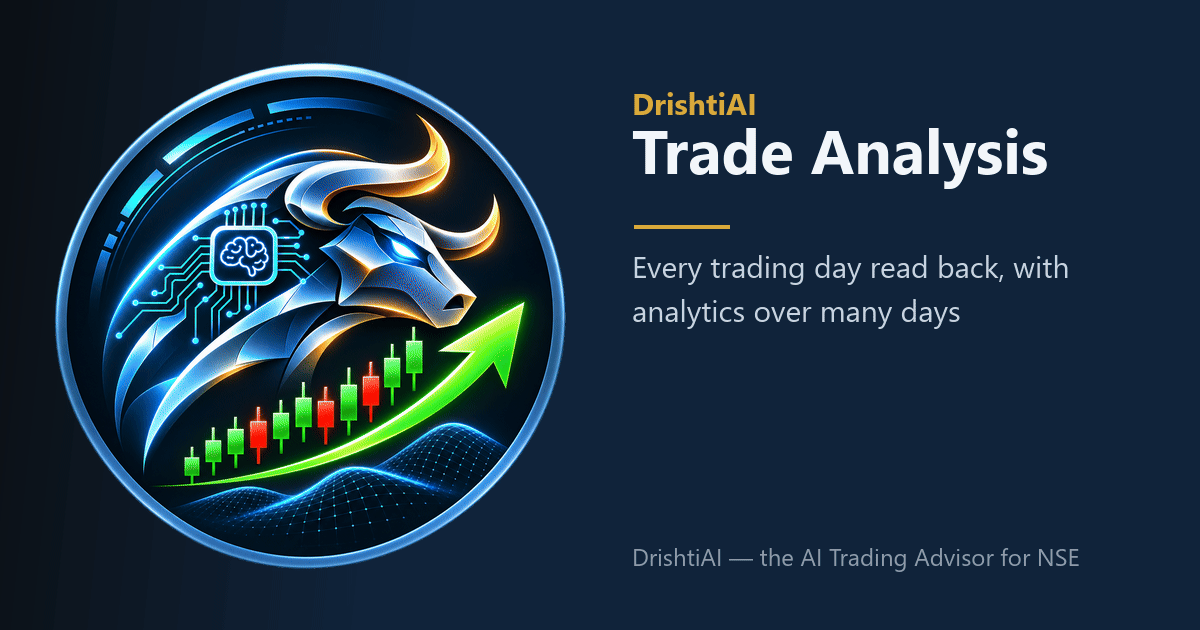 DrishtiAI
Trade Analysis
Every trading day read back, with
analytics over many days
DrishtiAI — the AI Trading Advisor for NSE